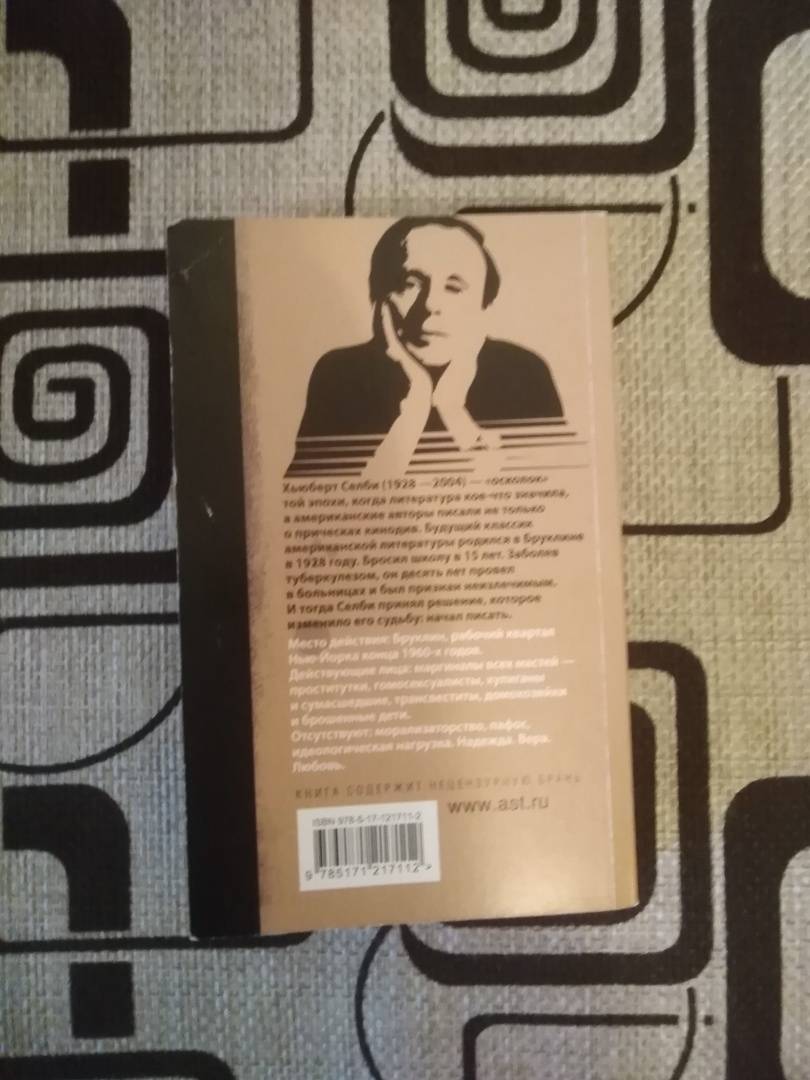 Хьюберт Селби (1928 — 2004) — «осколок»
той эпохи, когда литература кое-что значила,
а американские авторы писали не только
о прическах кинодив. Будущий классик
американской литературы родился в Бруклине
в 1928 году. Бросил школу в 15 лет. Заболев
туберкулезом, он десять лет провел
в больницах и был признан неизлечимым.
И тогда Селби принял решение, которое
изменило его судьбу: начал писать.
Место действия: Бруклин, рабочий квартал
Нью-Йорка конца 1960-х годов.
Действующие лица: маргиналы всех мастей —
проститутки, гомосексуалисты, хулиганы
и сумасшедшие, трансвеститы, домохозяйки
и брошенные дети.
Отсутствуют: морализаторство, пафос,
идеологическая нагрузка. Надежда. Вера.
Любовь.
КНИГА СОДЕРЖИТ НЕЦЕНЗУРНУЮ БРАНЬ
www.ast.ru
ISBN 978-5-17-121711-2
9 785171 217112 >